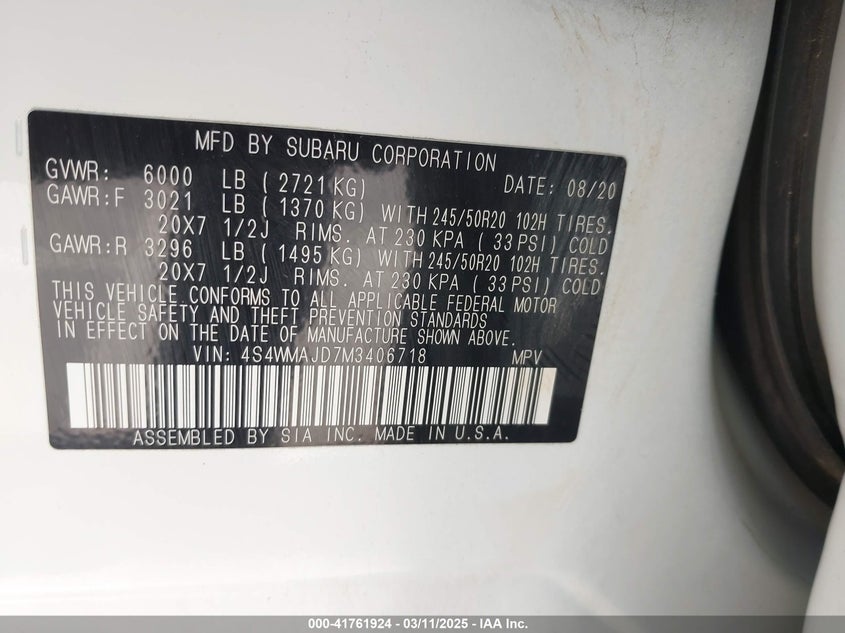 MFD BY SUBARU CORPORATION
GVWR: 6000 LB ( 2721 KG) DATE: 08/20
GAWR:F 3021 LB ( 1370 KG) WITH 245/50R20 102H TIRES.
20X7 1/2J RIMS. AT 230 KPA ( 33 PSI) COLD
GAWR:R 3296 LB ( 1495 KG) WITH 245/50R20 102H TIRES.
20X7 1/2J RIMS. AT 230 KPA ( 33 PSI) COLD
THIS VEHICLE CONFORMS TO ALL APPLICABLE FEDERAL MOTOR
VEHICLE SAFETY AND THEFT PREVENTION STANDARDS
IN EFFECT ON THE DATE OF MANUFACTURE SHOWN ABOVE.
VIN: 4S4WMAJD7M3406718 MPV
ASSEMBLED BY SIA INC. MADE IN U.S.A.
000-41761924 - 03/11/2025 - IAA Inc.